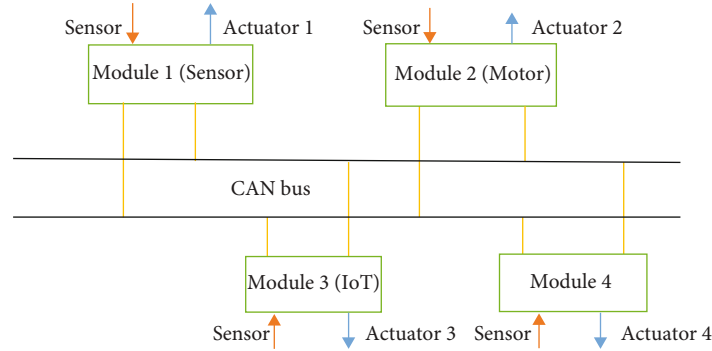 Sensor
Actuator 1
Sensor
Actuator 2
Module 1 (Sensor)
Module 2 (Motor)
CAN bus
Module 3 (IoT)
Module 4
Sensor
Actuator 3
Sensor
Actuator 4